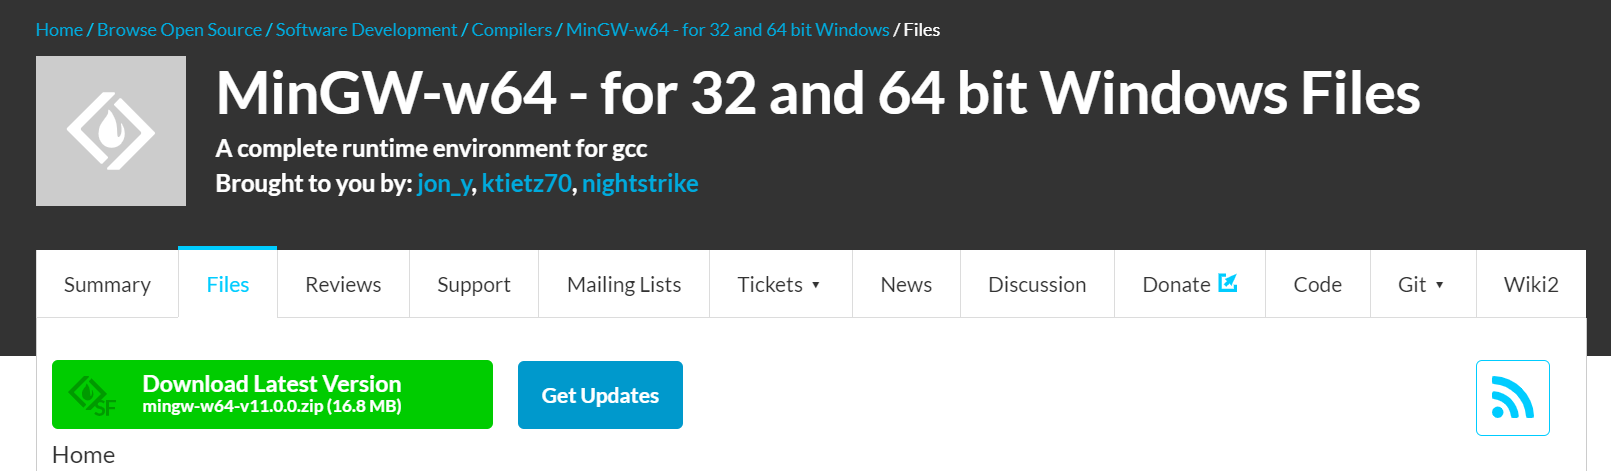 Home / Browse Open Source / Software Development / Compilers / MinGW-w64 - for 32 and 64 bit Windows / Files
MinGW-w64 - for 32 and 64 bit Windows Files
A complete runtime environment for gcc
Brought to you by: jon_y, ktietz70, nightstrike
Summary Files Reviews Support Mailing Lists Tickets ▾ News Discussion Donate Code Git ▾ Wiki2
Download Latest Version
mingw-w64-v11.0.0.zip (16.8 MB)
SF
Get Updates
Home